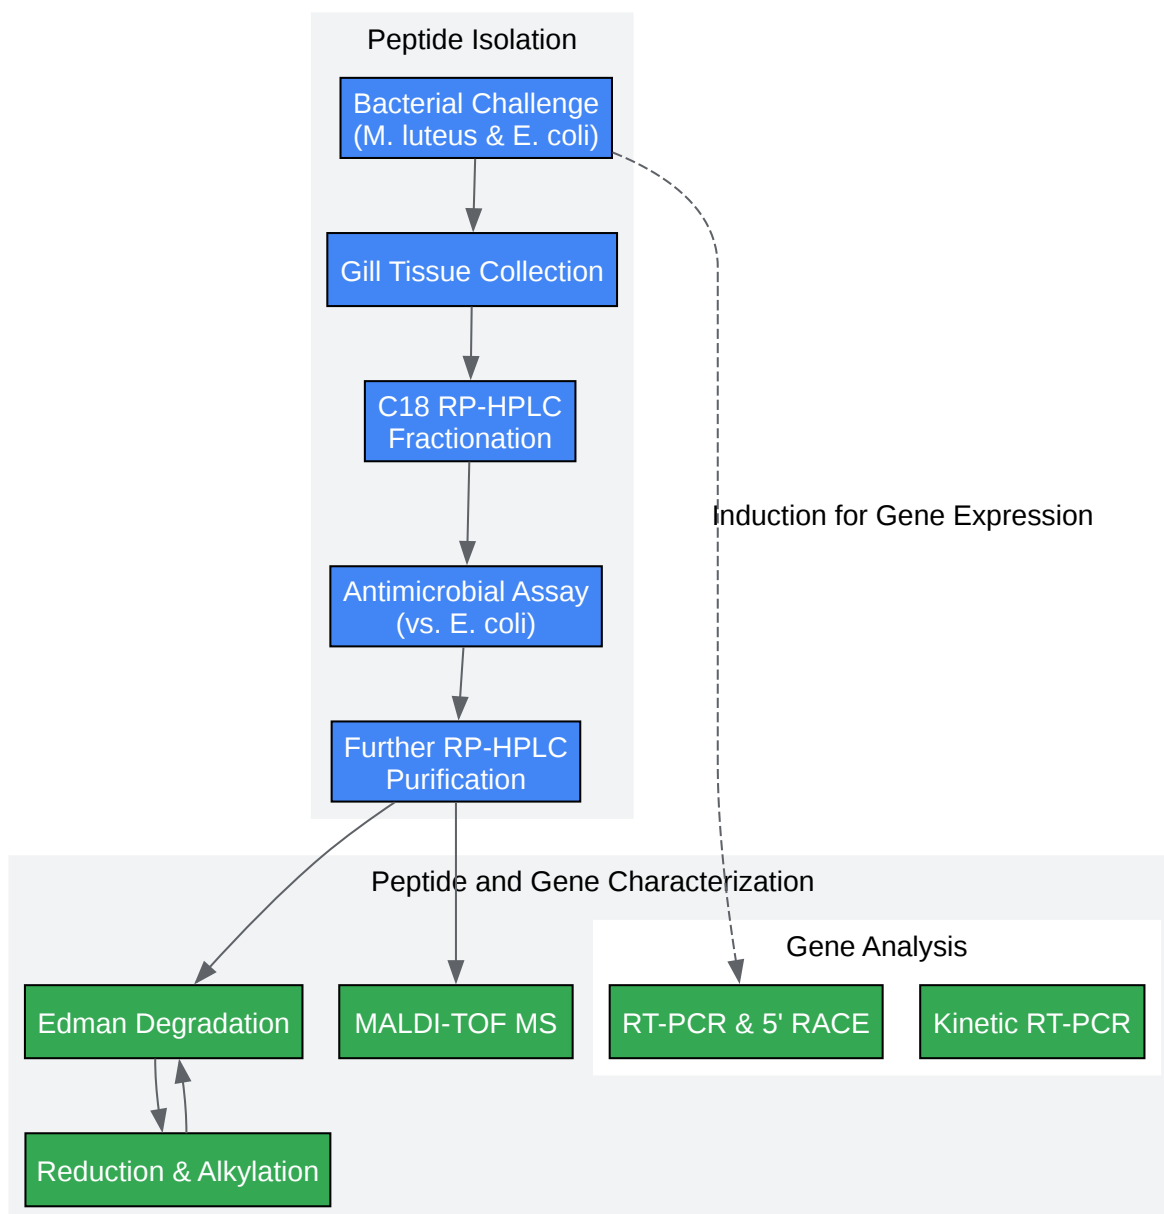 Peptide Isolation
Bacterial Challenge
(M. luteus & E. coli)
Gill Tissue Collection
C18 RP-HPLC
Fractionation
Induction for Gene Expression
Antimicrobial Assay
(vs. E. coli)
Further RP-HPLC
Purification
Peptide and Gene Characterization
Gene Analysis
Edman Degradation
MALDI-TOF MS
RT-PCR & 5' RACE
Kinetic RT-PCR
Reduction & Alkylation